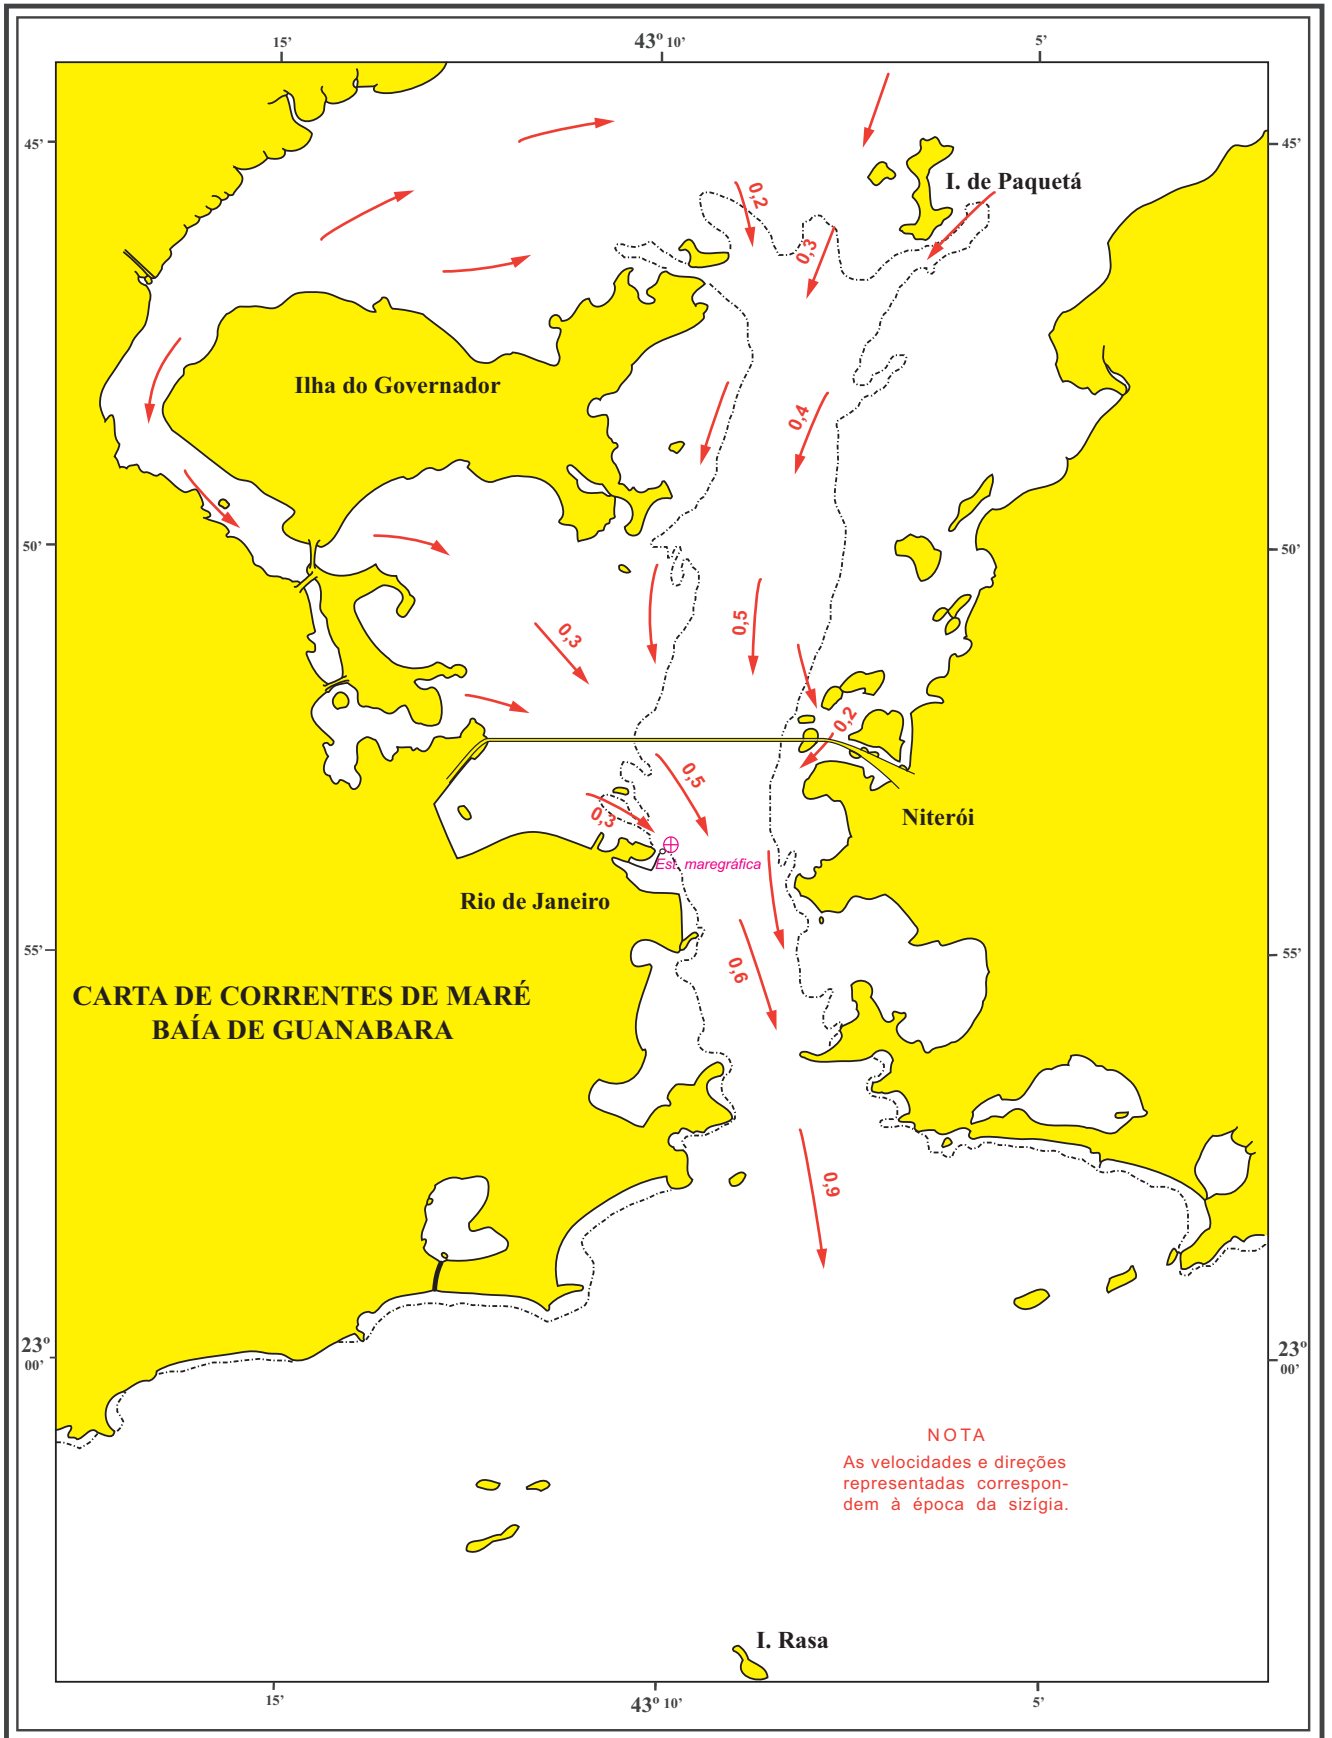 15'
43º 10'
5'
45'
45'
I. de Paquetá
0,2
0,3
Ilha do Governador
0,4
50'
50'
0,3
0,5
0,2
0,5
0,3
Niterói
Est. maregráfica
Rio de Janeiro
55'
55'
0,6
CARTA DE CORRENTES DE MARÉ
BAÍA DE GUANABARA
0,9
23º
00'
23º
00'
NOTA
As velocidades e direções
representadas correspon-
dem à época da sizígia.
I. Rasa
15'
43º 10'
5'